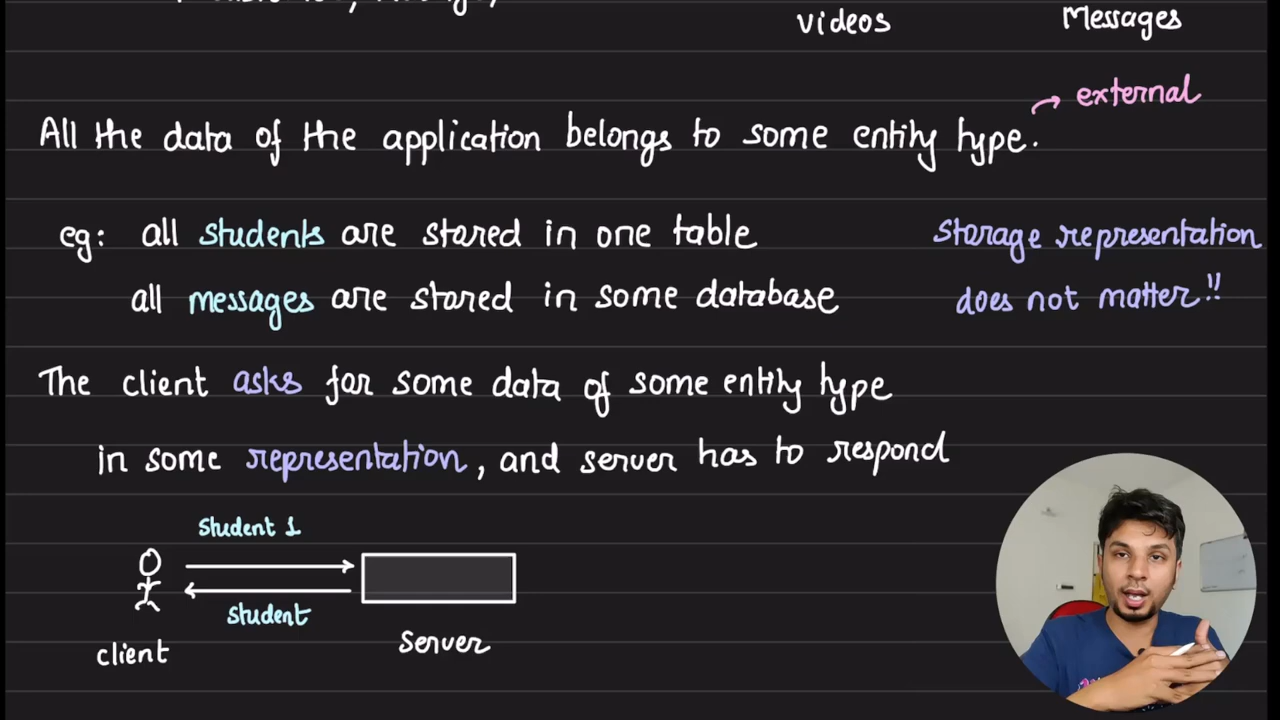 videos
Messages
external
All the data of the application belongs to some entity type.
eg: all students are stored in one table
storage representation
all messages are stored in some database
does not matter!!
The client asks for some data of some entity type
in some representation, and server has to respond
Student 1
student
server
client